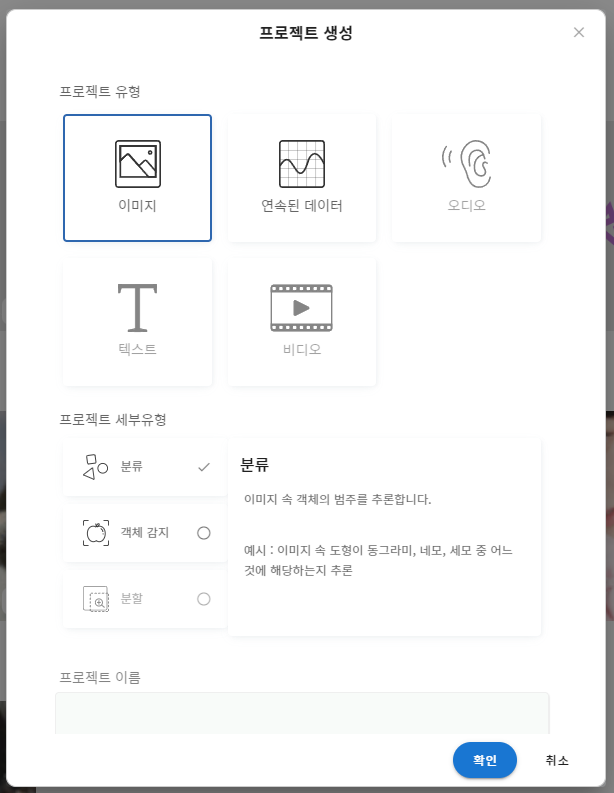 프로젝트 생성
프로젝트 유형
이미지
연속된 데이터
오디오
텍스트
비디오
프로젝트 세부유형
분류
객체 감지
분할
분류
이미지 속 객체의 범주를 추론합니다.
예시 : 이미지 속 도형이 동그라미, 네모, 세모 중 어느
것에 해당하는지 추론
프로젝트 이름
확인
취소